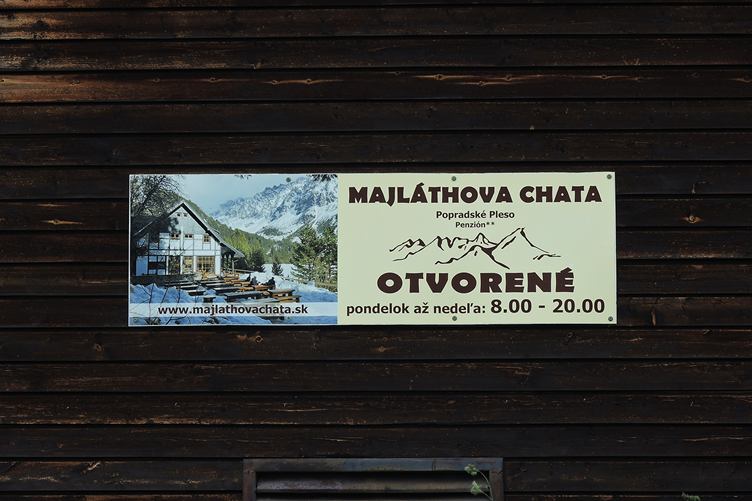 MAJLÁTHOVA CHATA
Popradské Pleso
Penzión**
OTVORENÉ
pondelok až nedeľa: 8.00 - 20.00
www.majlathovachata.sk